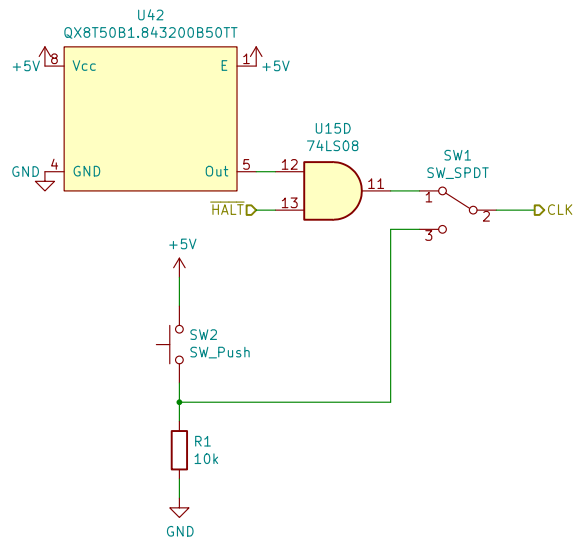 U42
QX8T50B1.843200B50TT
+5V
8
Vcc
E
1
+5V
GND
4
GND
Out
5
12
U15D
74LS08
11
HALT
13
SW1
SW_SPDT
1
2
CLK
3
+5V
SW2
SW_Push
R1
10k
GND